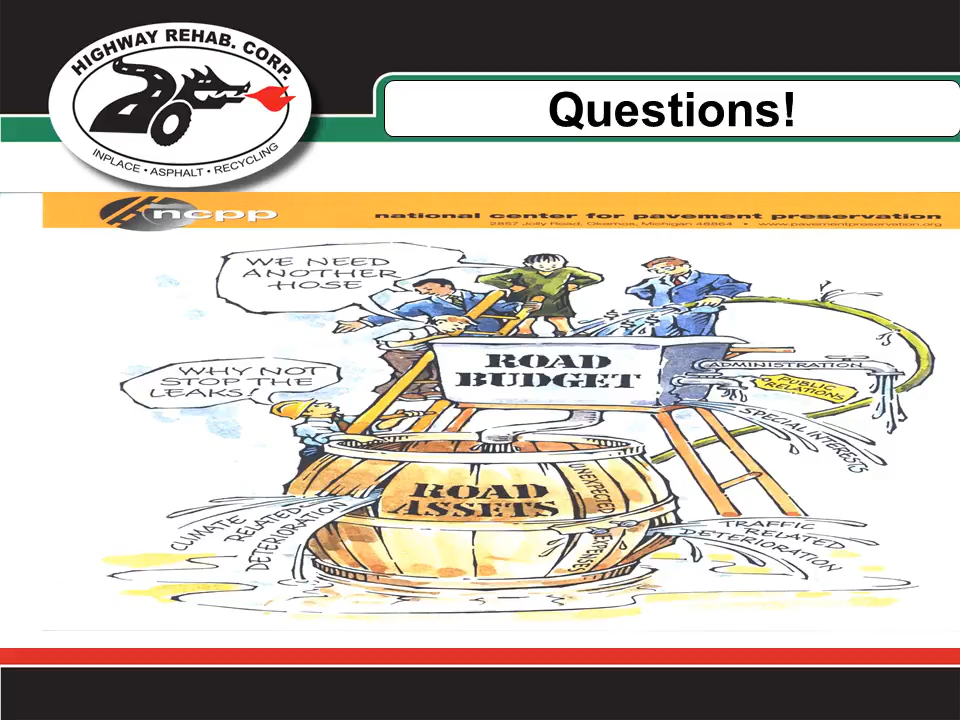 HIGHWAY REHAB. CORP.
INPLACE • ASPHALT • RECYCLING
Questions!
ncpp
national center for pavement preservation
2857 Jolly Road, Okemos, Michigan 48864 • www.pavementpreservation.org
WE NEED
ANOTHER
HOSE
ROAD
BUDGET
ADMINISTRATION
PUBLIC
RELATIONS
SPECIAL INTERESTS
WHY NOT
STOP THE
LEAKS!
ROAD
ASSETS
UNEXPECTED
EXPENSES
CLIMATE
RELATED
DETERIORATION
TRAFFIC
RELATED
DETERIORATION